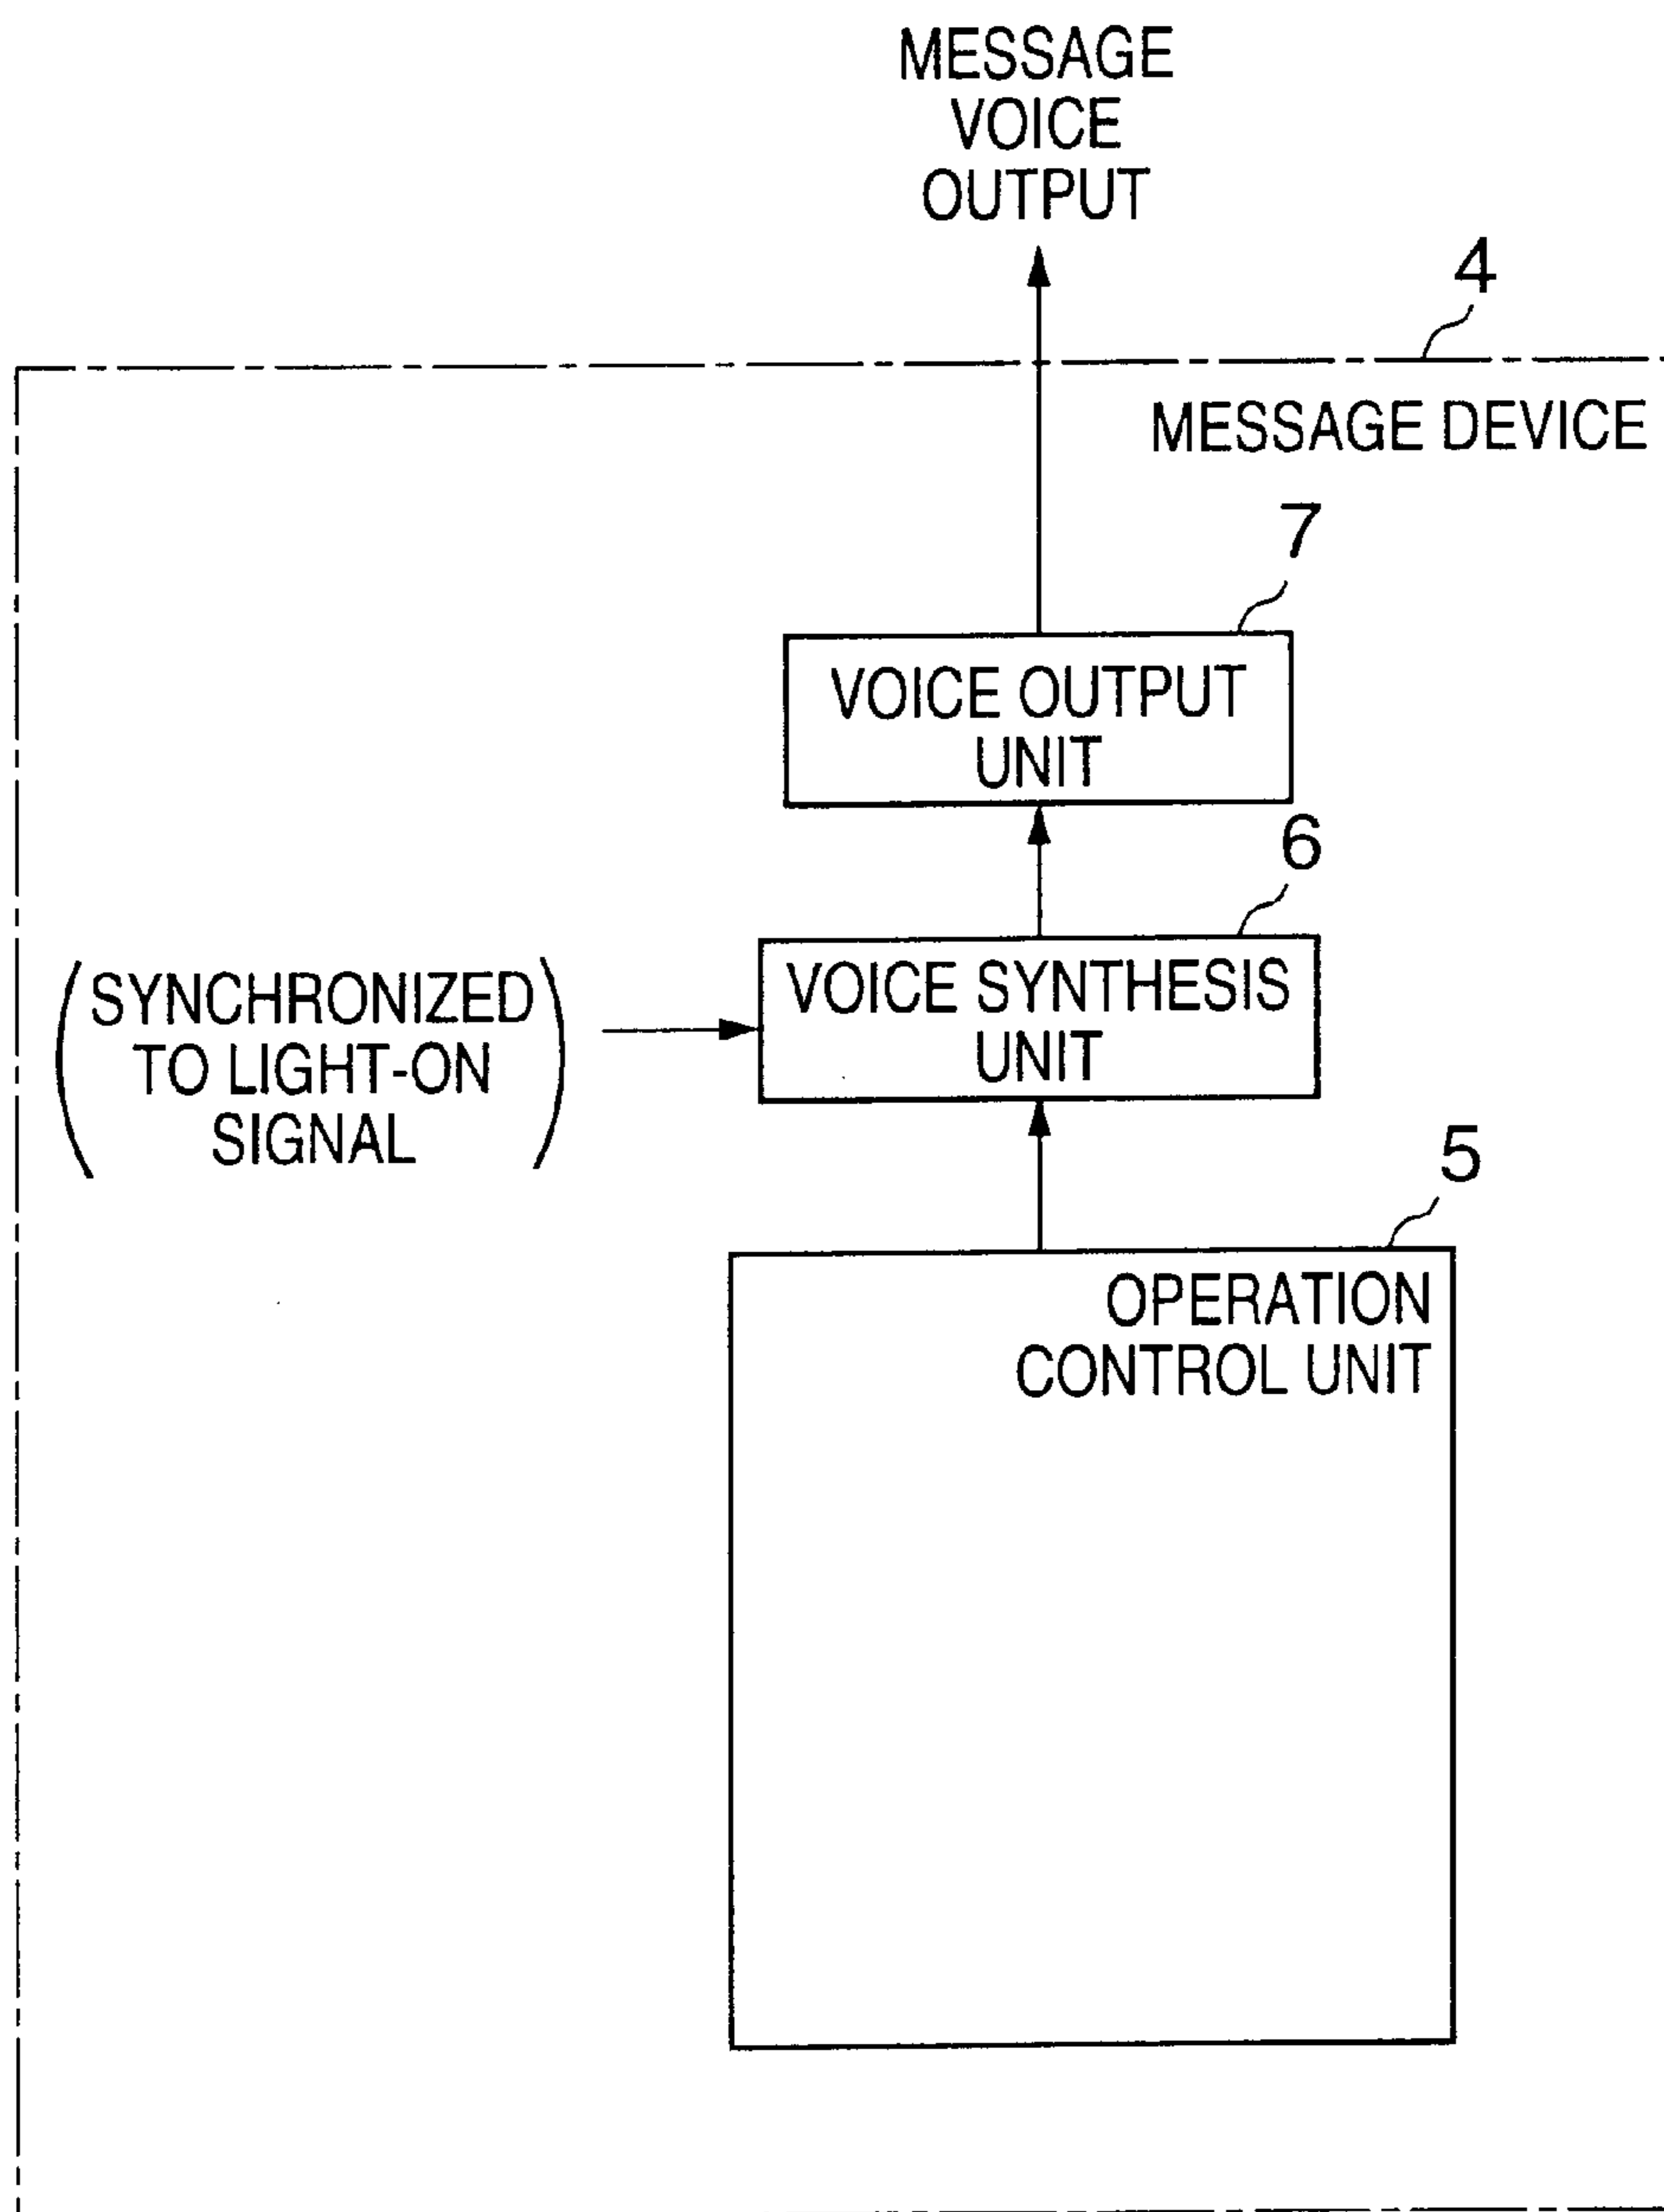 MESSAGE
VOICE
OUTPUT
4
MESSAGE DEVICE
7
VOICE OUTPUT
UNIT
6
VOICE SYNTHESIS
UNIT
(SYNCHRONIZED
TO LIGHT-ON
SIGNAL)
5
OPERATION
CONTROL UNIT